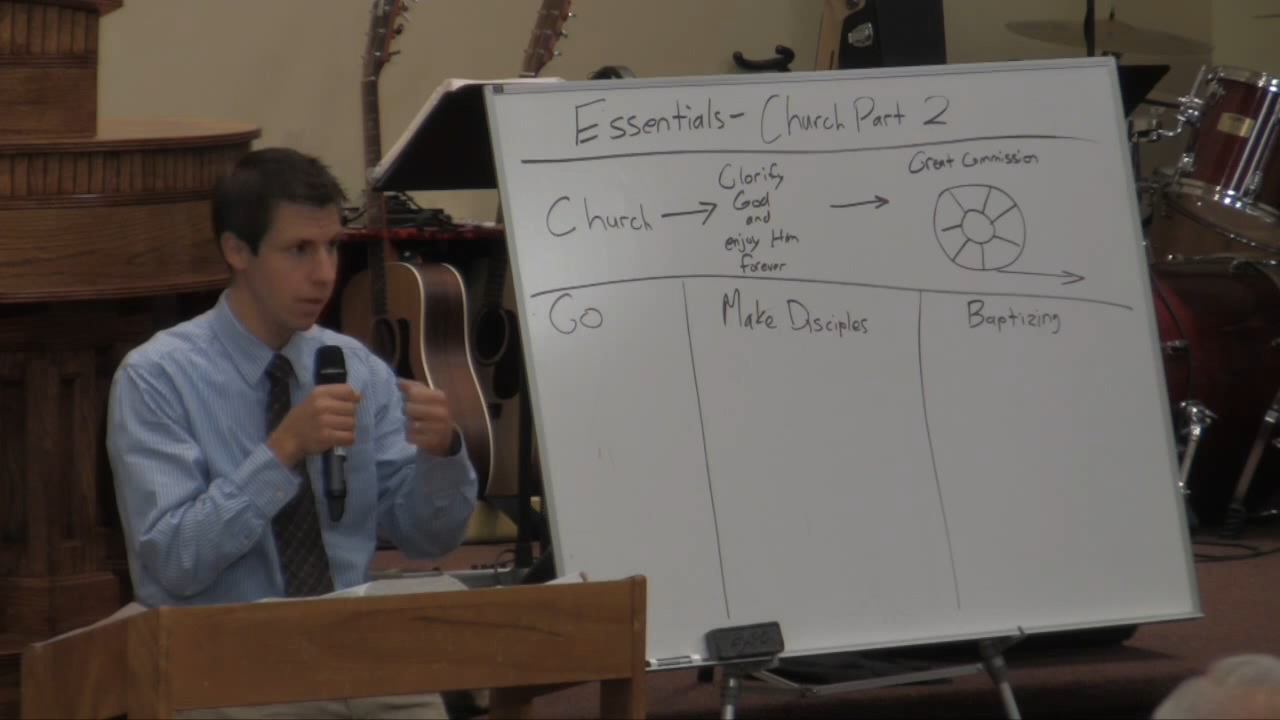 Essentials- Church Part 2
Church
Glorify
God
and
enjoy Him
forever
Great Commission
Go
Make Disciples
Baptizing